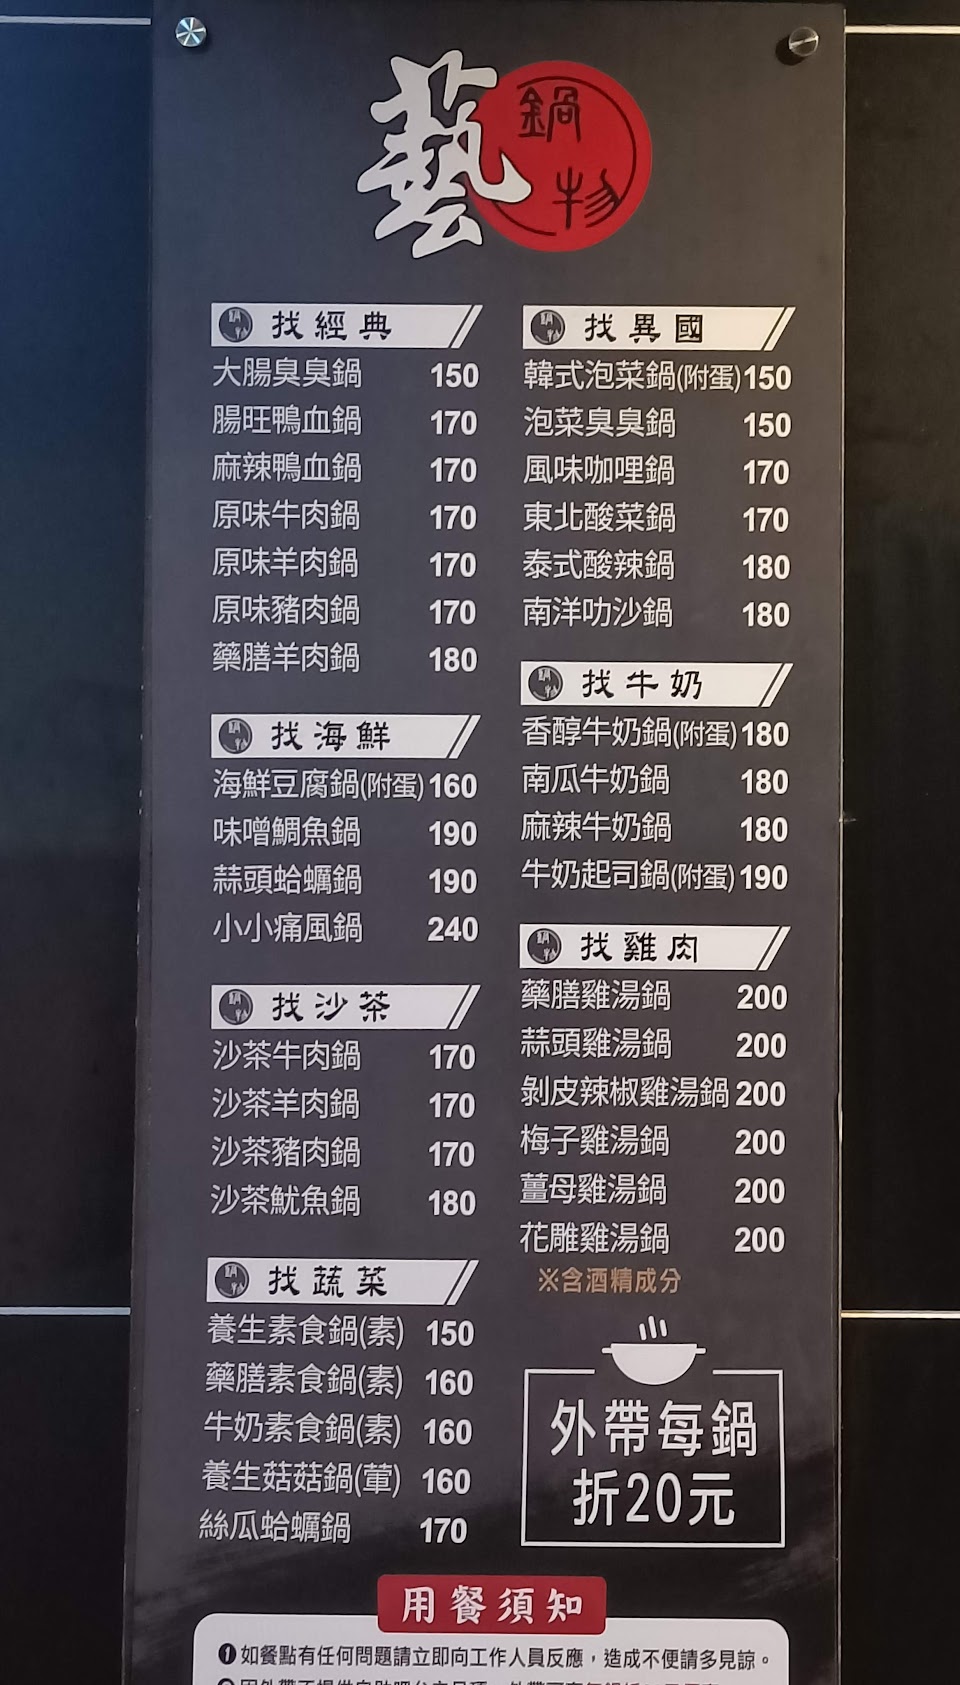 藝
鍋物
找經典
大腸臭臭鍋 150
腸旺鴨血鍋 170
麻辣鴨血鍋 170
原味牛肉鍋 170
原味羊肉鍋 170
原味豬肉鍋 170
藥膳羊肉鍋 180
找海鮮
海鮮豆腐鍋(附蛋) 160
味噌鯛魚鍋 190
蒜頭蛤蠣鍋 190
小小痛風鍋 240
找沙茶
沙茶牛肉鍋 170
沙茶羊肉鍋 170
沙茶豬肉鍋 170
沙茶魷魚鍋 180
找蔬菜
養生素食鍋(素) 150
藥膳素食鍋(素) 160
牛奶素食鍋(素) 160
養生菇菇鍋(葷) 160
絲瓜蛤蠣鍋 170
找異國
韓式泡菜鍋(附蛋) 150
泡菜臭臭鍋 150
風味咖哩鍋 170
東北酸菜鍋 170
泰式酸辣鍋 180
南洋叻沙鍋 180
找牛奶
香醇牛奶鍋(附蛋) 180
南瓜牛奶鍋 180
麻辣牛奶鍋 180
牛奶起司鍋(附蛋) 190
找雞肉
藥膳雞湯鍋 200
蒜頭雞湯鍋 200
剝皮辣椒雞湯鍋 200
梅子雞湯鍋 200
薑母雞湯鍋 200
花雕雞湯鍋 200
※含酒精成分
外帶每鍋
折20元
用餐須知
❶如餐點有任何問題請立即向工作人員反應，造成不便請多見諒。